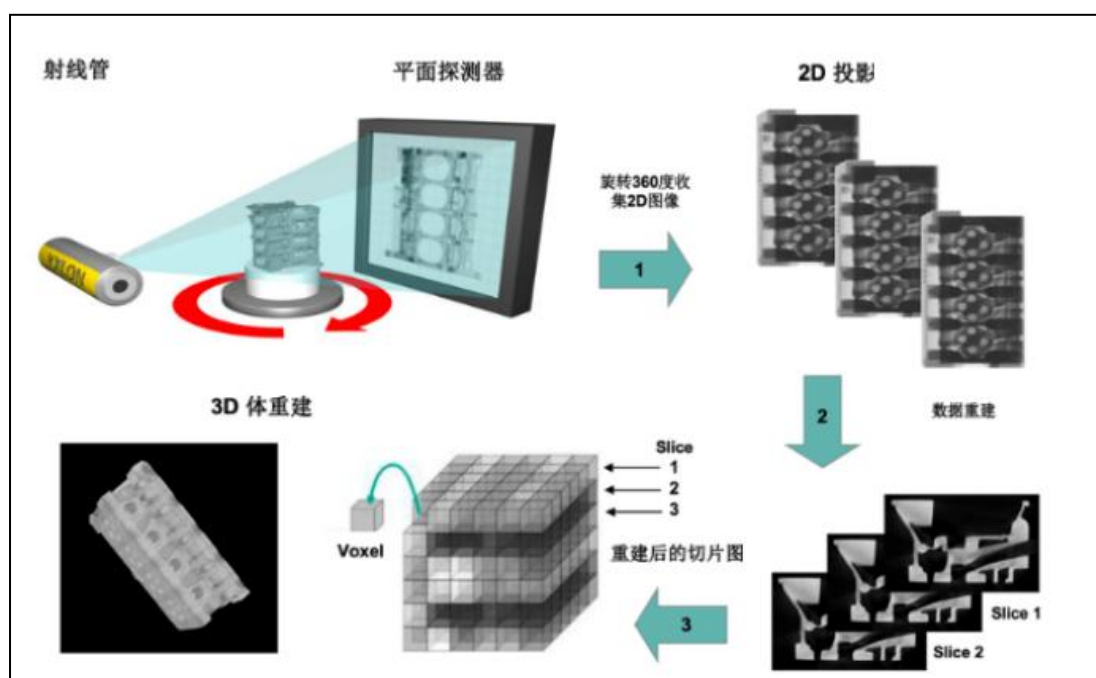 射线管
平面探测器
2D 投影
旋转360度收
集2D图像
1
YXLON
2
数据重建
3D 体重建
Slice
1
2
3
Voxel
重建后的切片图
3
Slice 1
Slice 2